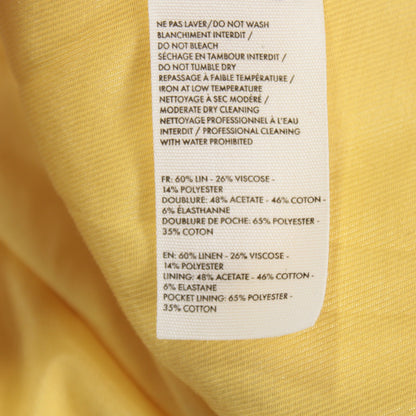 NE PAS LAVER / DO NOT WASH
BLANCHIMENT INTERDIT /
DO NOT BLEACH
SÉCHAGE EN TAMBOUR INTERDIT /
DO NOT TUMBLE DRY
REPASSAGE À FAIBLE TEMPÉRATURE /
IRON AT LOW TEMPERATURE
NETTOYAGE À SEC MODÉRÉ /
MODERATE DRY CLEANING
NETTOYAGE PROFESSIONNEL À L'EAU
INTERDIT / PROFESSIONAL CLEANING
WITH WATER PROHIBITED
FR: 60% LIN - 26% VISCOSE -
14% POLYESTER
DOUBLURE: 48% ACETATE - 46% COTON -
6% ÉLASTHANNE
DOUBLURE DE POCHE: 65% POLYESTER -
35% COTON
EN: 60% LINEN - 26% VISCOSE -
14% POLYESTER
LINING: 48% ACETATE - 46% COTTON -
6% ELASTANE
POCKET LINING: 65% POLYESTER -
35% COTTON